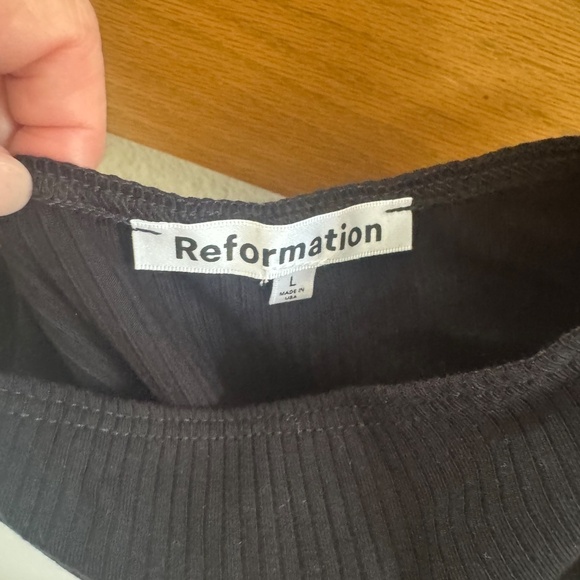 Reformation
L
MADE IN
USA